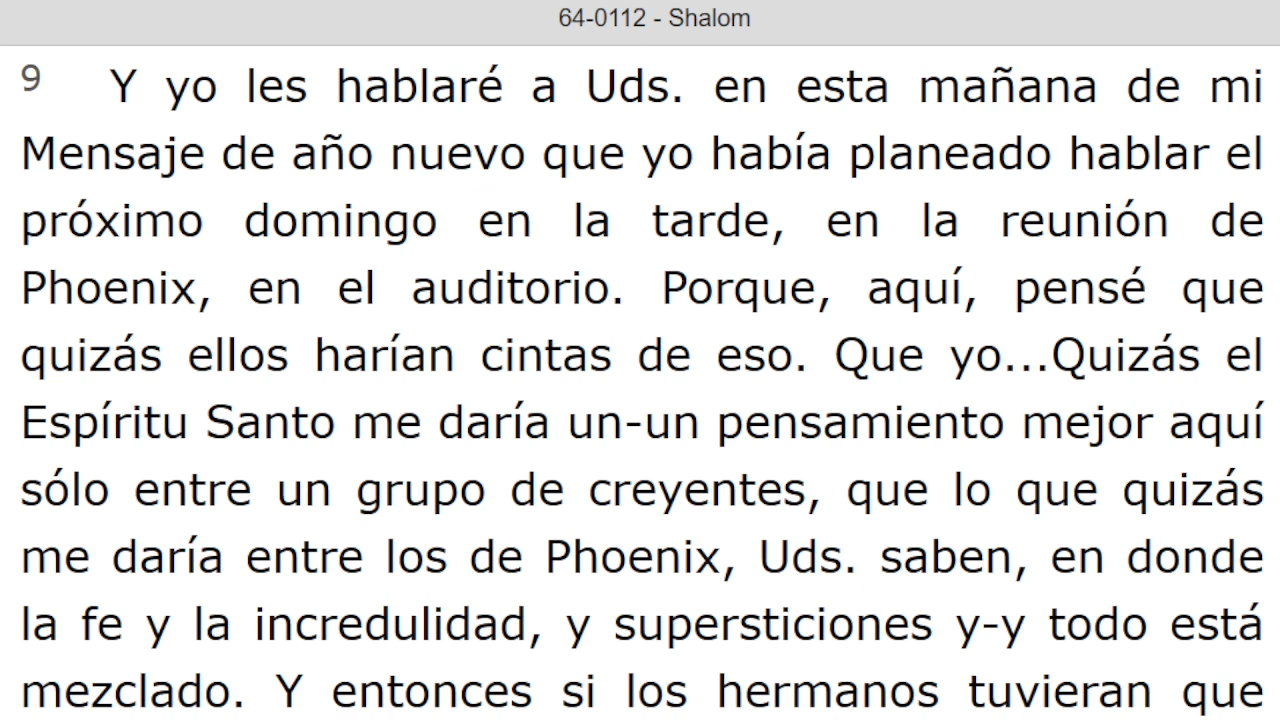 64-0112 - Shalom
9 Y yo les hablaré a Uds. en esta mañana de mi
Mensaje de año nuevo que yo había planeado hablar el
próximo domingo en la tarde, en la reunión de
Phoenix, en el auditorio. Porque, aquí, pensé que
quizás ellos harían cintas de eso. Que yo...Quizás el
Espíritu Santo me daría un-un pensamiento mejor aquí
sólo entre un grupo de creyentes, que lo que quizás
me daría entre los de Phoenix, Uds. saben, en donde
la fe y la incredulidad, y supersticiones y-y todo está
mezclado. Y entonces si los hermanos tuvieran que